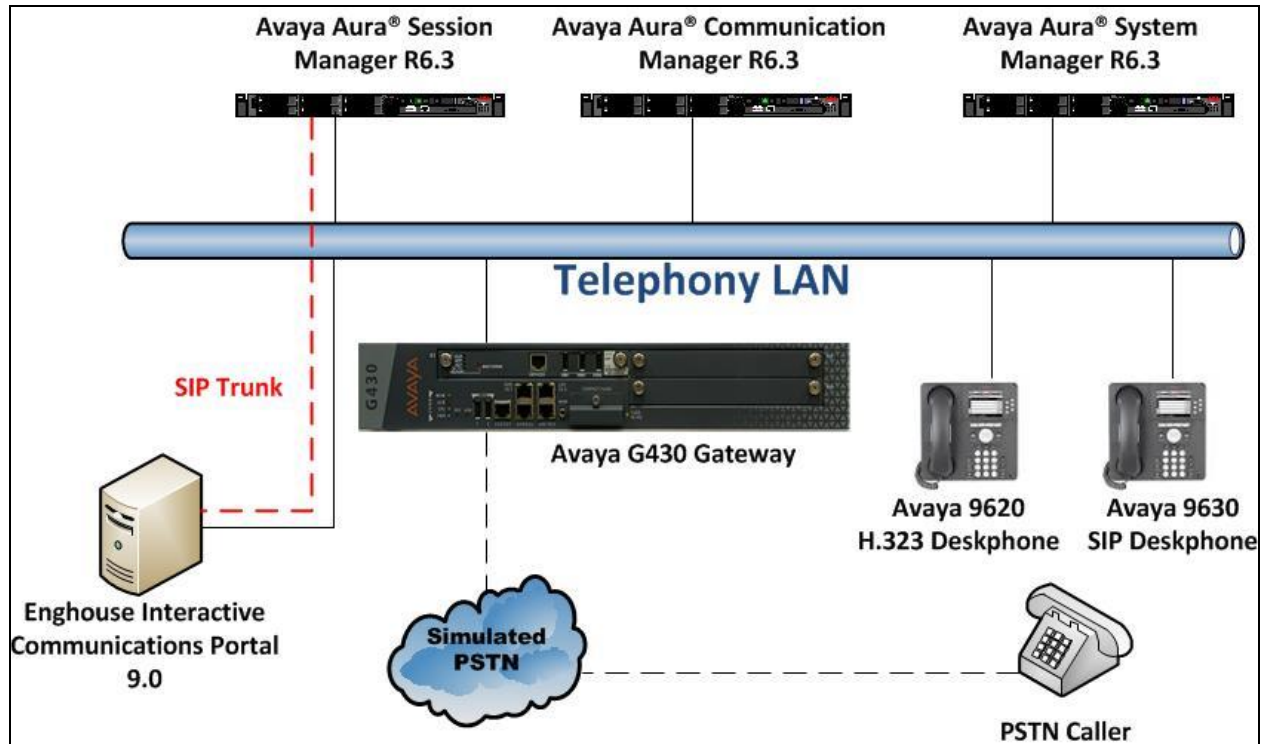 Avaya Aura® Session
Manager R6.3
Avaya Aura® Communication
Manager R6.3
Avaya Aura® System
Manager R6.3
Telephony LAN
SIP Trunk
G430
AVAYA
Avaya G430 Gateway
Avaya 9620
H.323 Deskphone
Avaya 9630
SIP Deskphone
Enghouse Interactive
Communications Portal
9.0
Simulated
PSTN
PSTN Caller